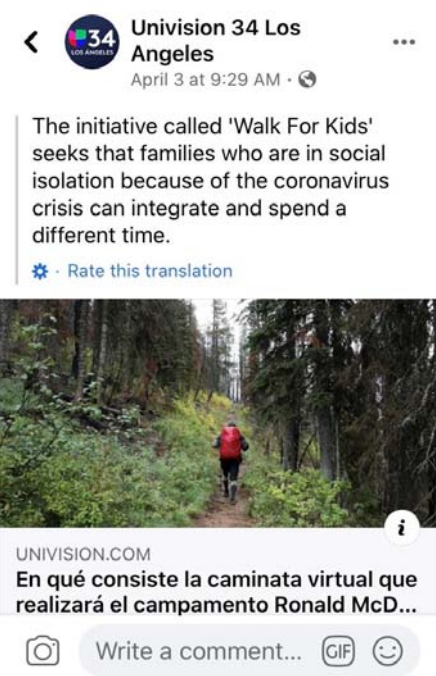 Univision 34 Los
Angeles
34
LOS ÁNGELES
April 3 at 9:29 AM ·
The initiative called 'Walk For Kids'
seeks that families who are in social
isolation because of the coronavirus
crisis can integrate and spend a
different time.
· Rate this translation
UNIVISION.COM
En qué consiste la caminata virtual que
realizará el campamento Ronald McD...
Write a comment...
GIF